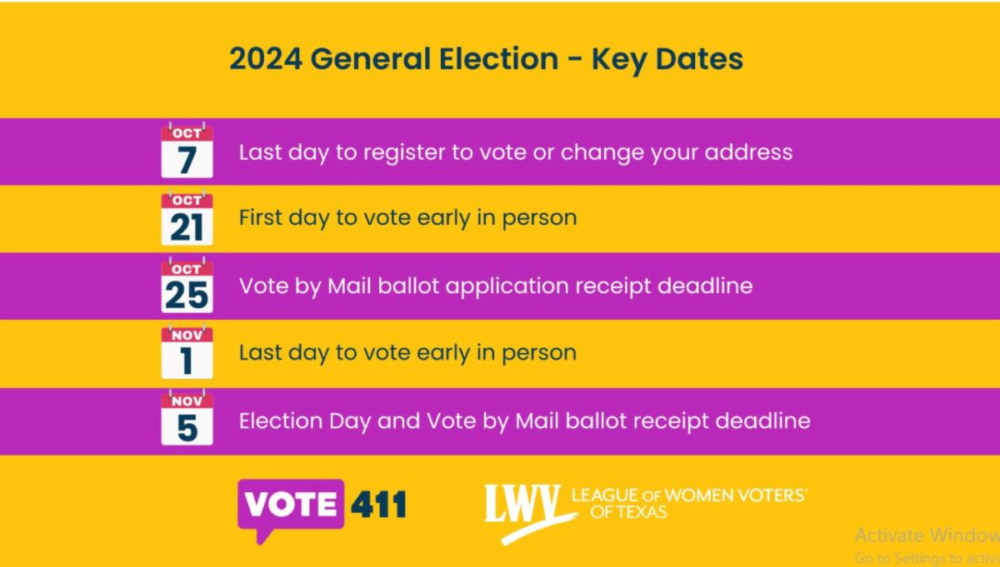 2024 General Election - Key Dates
OCT
7
Last day to register to vote or change your address
OCT
21
First day to vote early in person
OCT
25
Vote by Mail ballot application receipt deadline
NOV
1
Last day to vote early in person
NOV
5
Election Day and Vote by Mail ballot receipt deadline
VOTE 411
LWV LEAGUE OF WOMEN VOTERS®
OF TEXAS
Activate Window
Go to Settings to activa